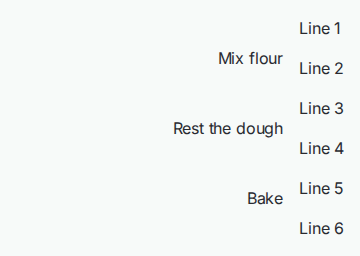 Mix flour
Rest the dough
Bake
Line 1
Line 2
Line 3
Line 4
Line 5
Line 6